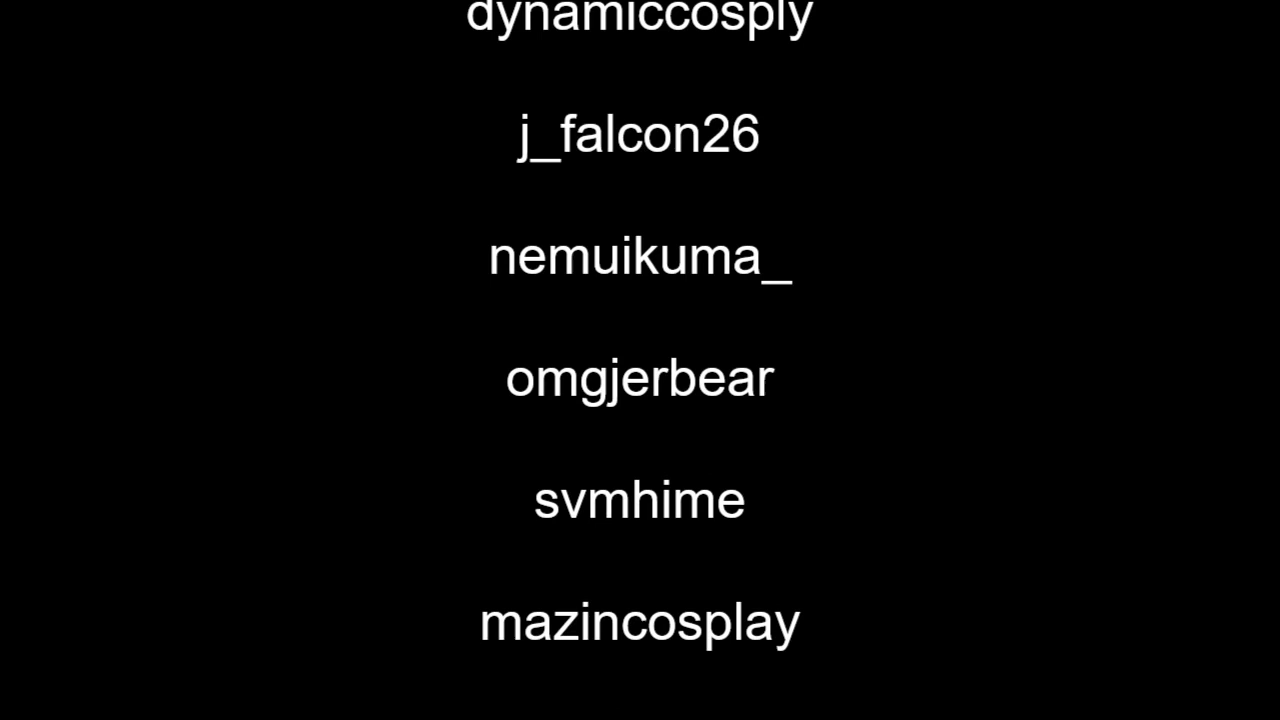 dynamiccosply
j_falcon26
nemuikuma_
omgjerbear
svmhime
mazincosplay